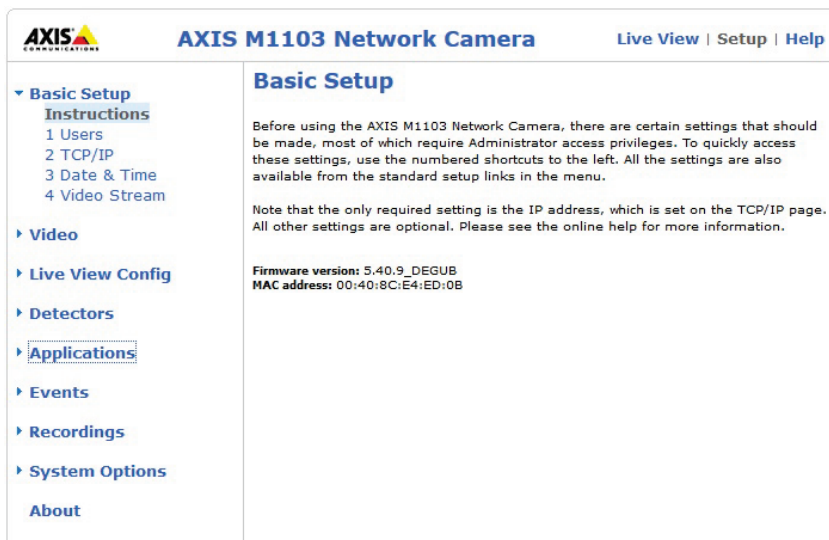 AXIS
COMMUNICATIONS
AXIS M1103 Network Camera
Live View | Setup | Help
Basic Setup
Instructions
1 Users
2 TCP/IP
3 Date & Time
4 Video Stream
Video
Live View Config
Detectors
Applications
Events
Recordings
System Options
About
Basic Setup
Before using the AXIS M1103 Network Camera, there are certain settings that should
be made, most of which require Administrator access privileges. To quickly access
these settings, use the numbered shortcuts to the left. All the settings are also
available from the standard setup links in the menu.
Note that the only required setting is the IP address, which is set on the TCP/IP page.
All other settings are optional. Please see the online help for more information.
Firmware version: 5.40.9_DEGUB
MAC address: 00:40:8C:E4:ED:0B